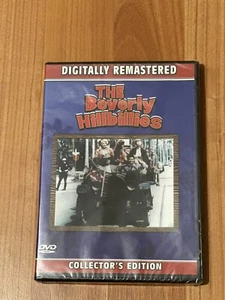 DIGITALLY REMASTERED
THE
Beverly
Hillbillies
DVD
COLLECTOR'S EDITION